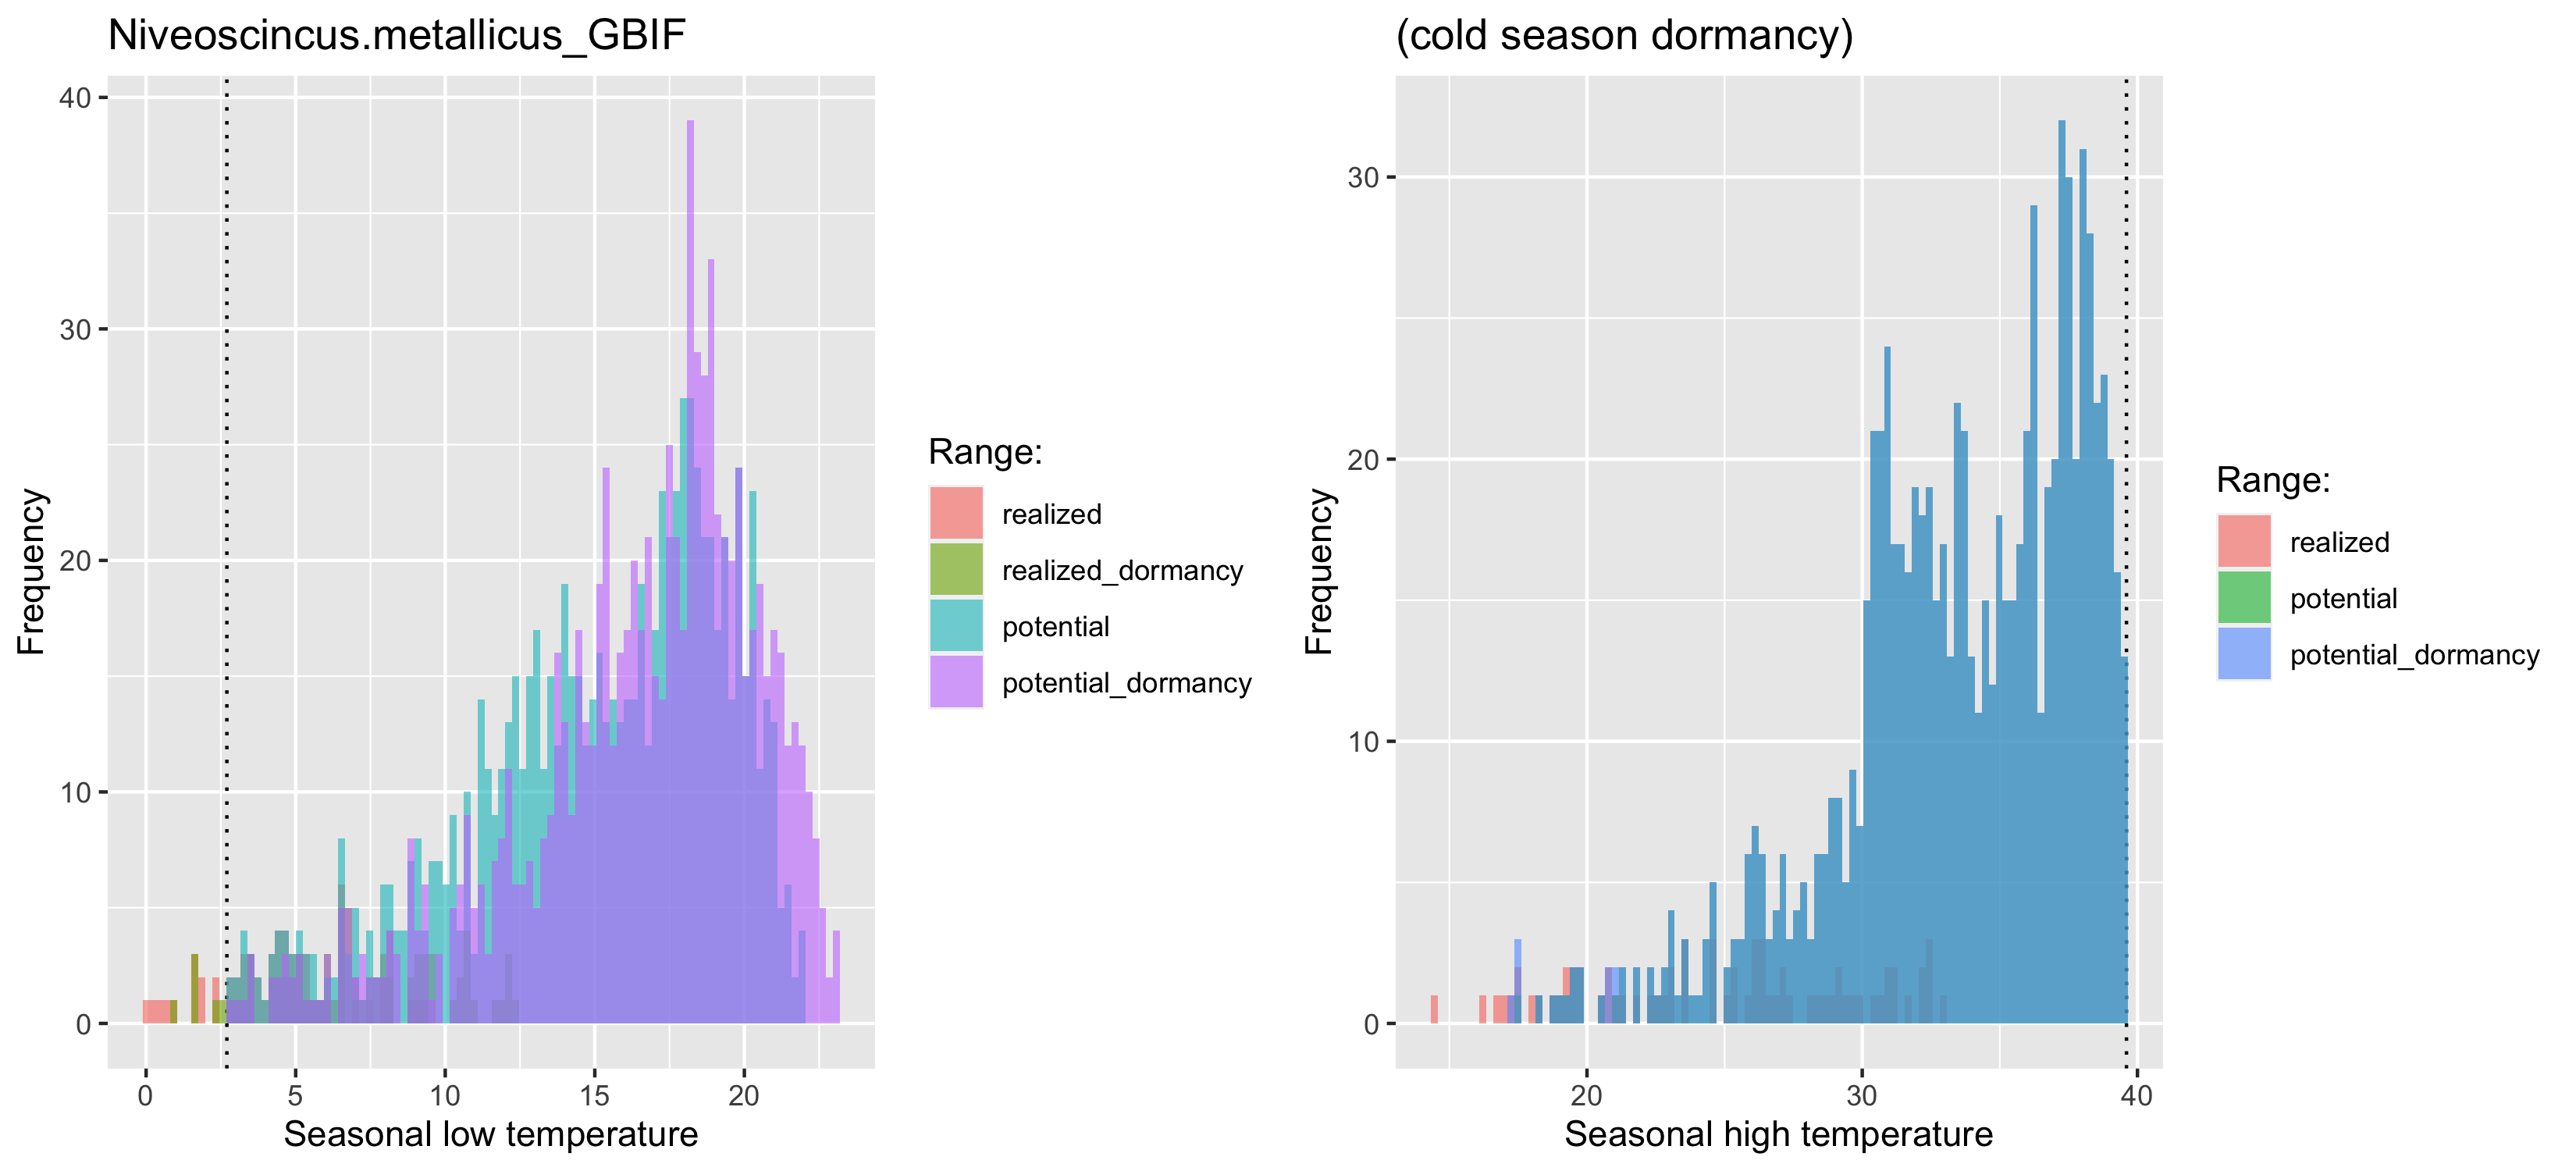 Niveoscincus.metallicus_GBIF
40
30
20
10
0
Frequency
0 5 10 15 20
Seasonal low temperature
Range:
realized
realized_dormancy
potential
potential_dormancy
(cold season dormancy)
30
20
10
0
Frequency
20 30 40
Seasonal high temperature
Range:
realized
potential
potential_dormancy